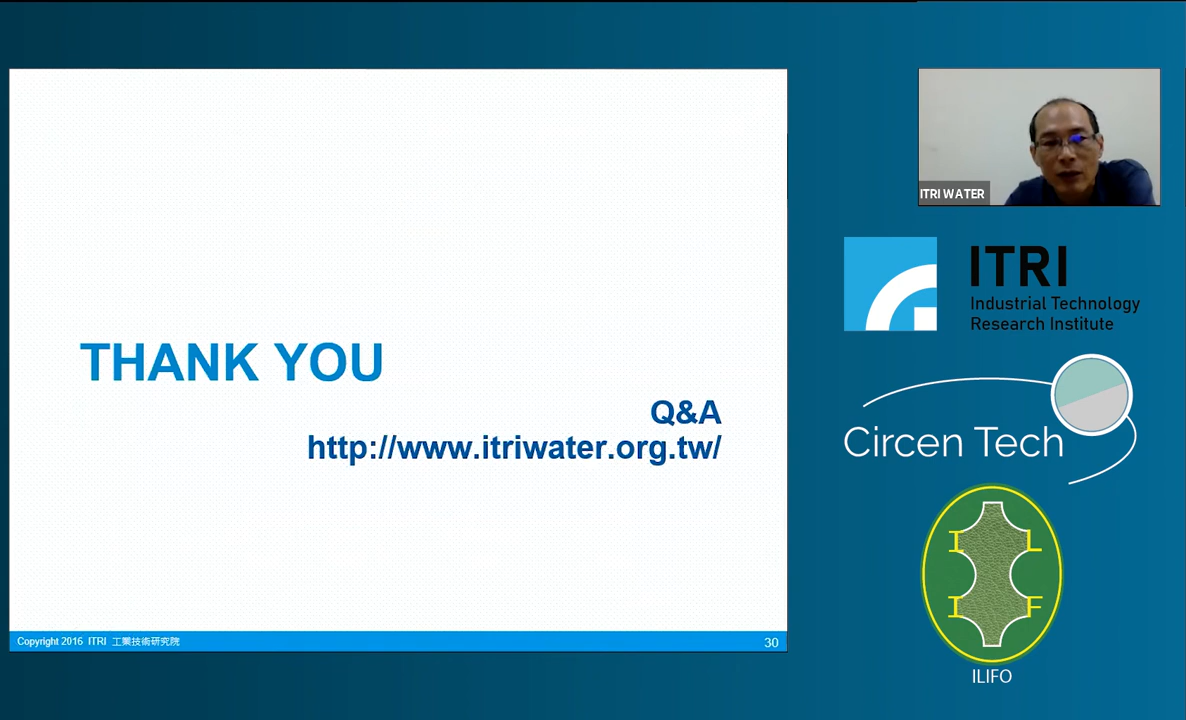 THANK YOU
Q&A
http://www.itriwater.org.tw/
Copyright 2016 ITRI 工業技術研究院
30
ITRI WATER
ITRI
Industrial Technology
Research Institute
Circen Tech
I L
I F
ILIFO